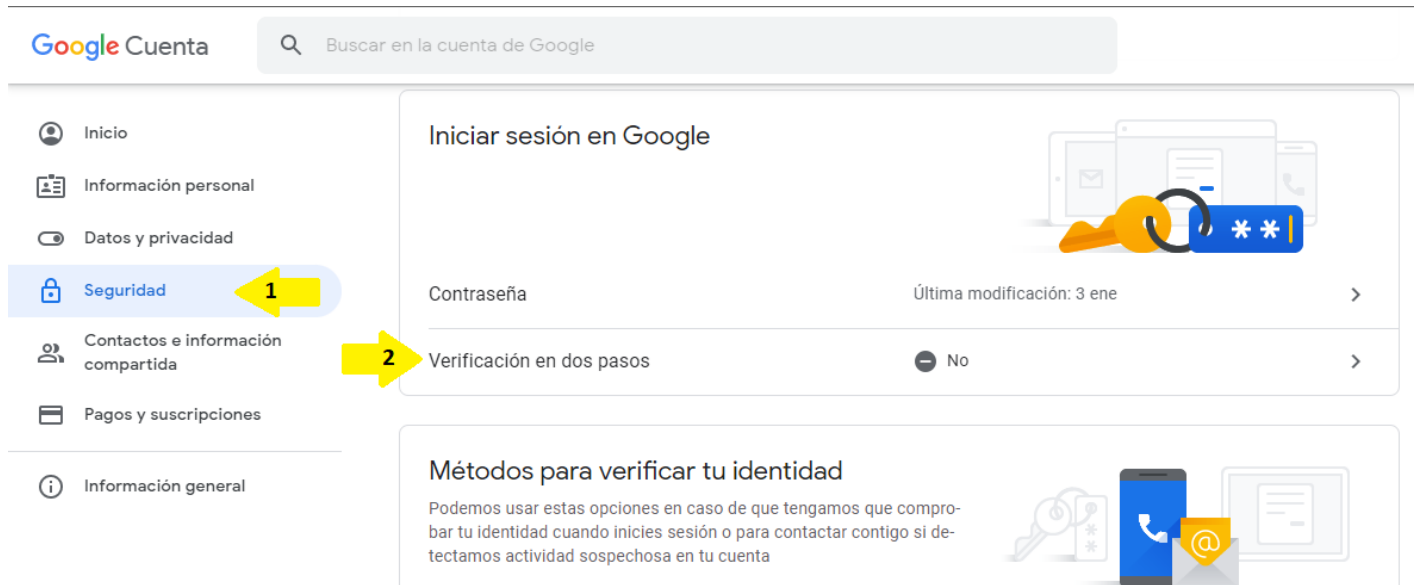 Google Cuenta
Buscar en la cuenta de Google
Inicio
Información personal
Datos y privacidad
Seguridad
1
Contactos e información
compartida
Pagos y suscripciones
Información general
Iniciar sesión en Google
* *
Contraseña
Última modificación: 3 ene
2
Verificación en dos pasos
No
Métodos para verificar tu identidad
Podemos usar estas opciones en caso de que tengamos que compro-
bar tu identidad cuando inicies sesión o para contactar contigo si de-
tectamos actividad sospechosa en tu cuenta
* *
@